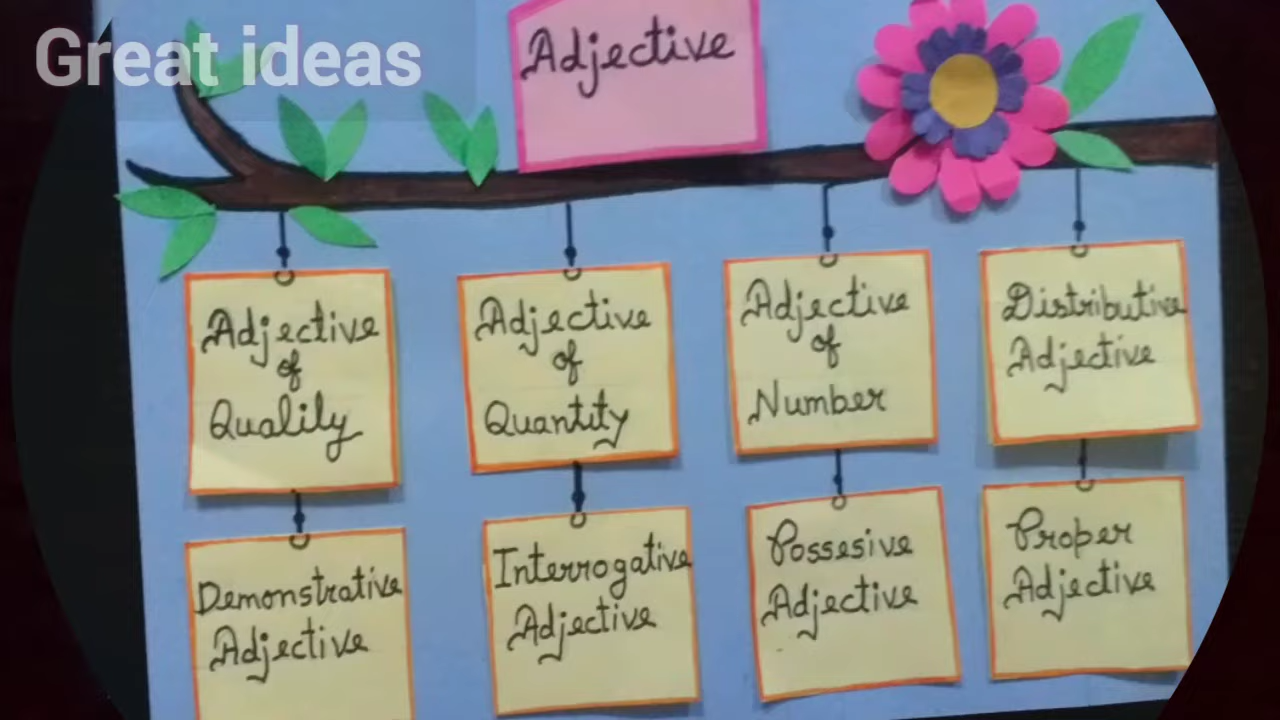 Great ideas
Adjective
Adjective
of
Quality
Adjective
of
Quantity
Adjective
of
Number
Distributive
Adjective
Demonstrative
Adjective
Interrogative
Adjective
Possesive
Adjective
Proper
Adjective